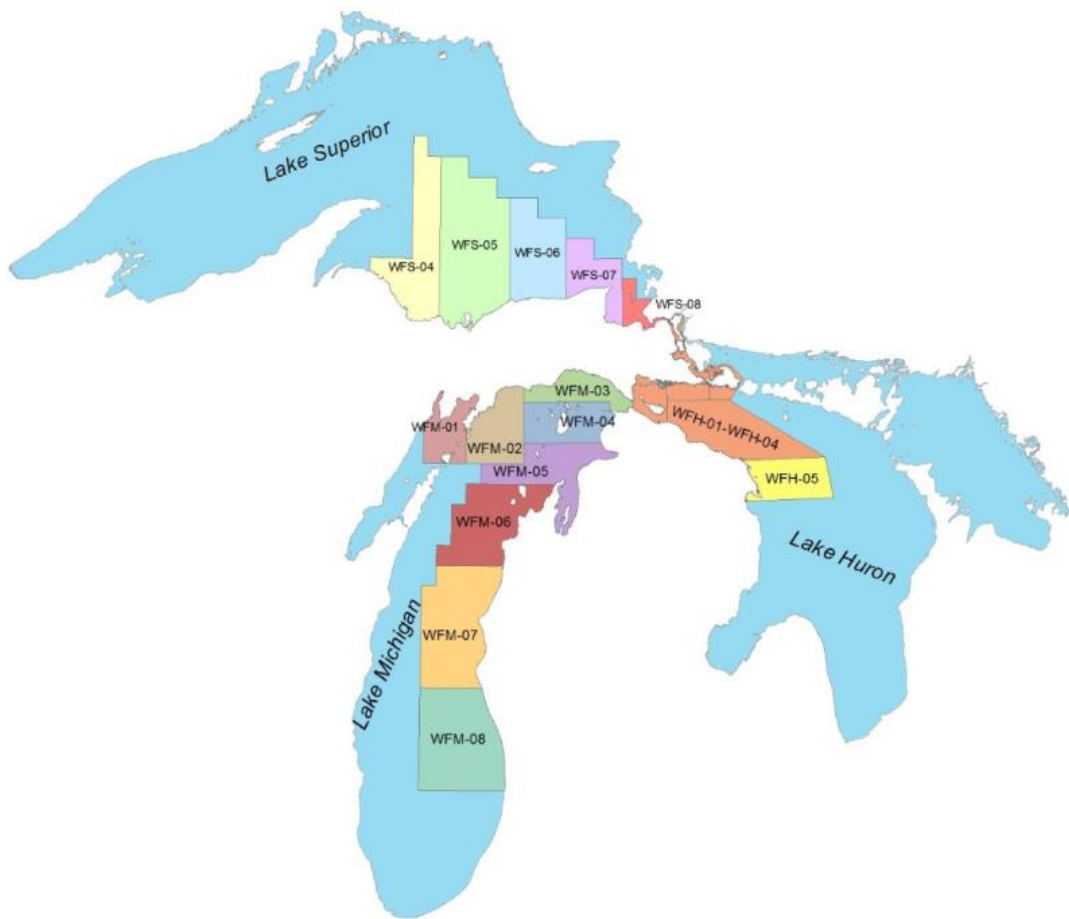 Lake Superior
WFS-05
WFS-06
WFS-04
WFS-07
WFS-08
WFM-03
WFM-01
WFM-04
WFH-01-WFH-04
WFM-02
WFM-05
WFH-05
WFM-06
Lake Huron
Lake Michigan
WFM-07
WFM-08